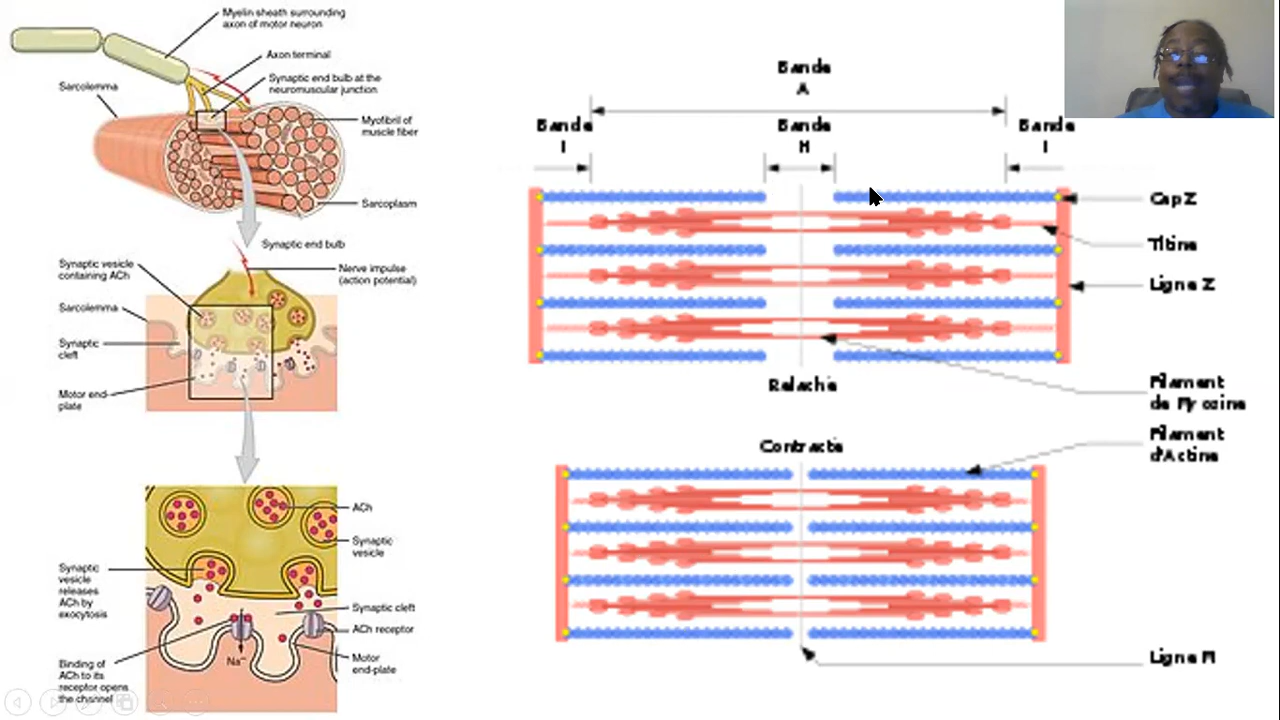 Myelin sheath surrounding
axon of motor neuron
Axon terminal
Sarcolemma
Synaptic end bulb at the
neuromuscular junction
Myofibril of
muscle fiber
Sarcoplasm
Synaptic end bulb
Synaptic vesicle
containing ACh
Nerve impulse
(action potential)
Sarcolemma
Synaptic
cleft
Motor end-
plate
ACh
Synaptic
vesicle
Synaptic
vesicle
releases
ACh by
exocytosis
Synaptic cleft
ACh receptor
Na⁺
Motor
end-plate
Binding of
ACh to its
receptor opens
the channel
Bande
A
Bande
I
Bande
H
Bande
I
Cap Z
Titine
Ligne Z
Relaché
Filament
de Myosine
Contracté
Filament
d'Actine
Ligne M